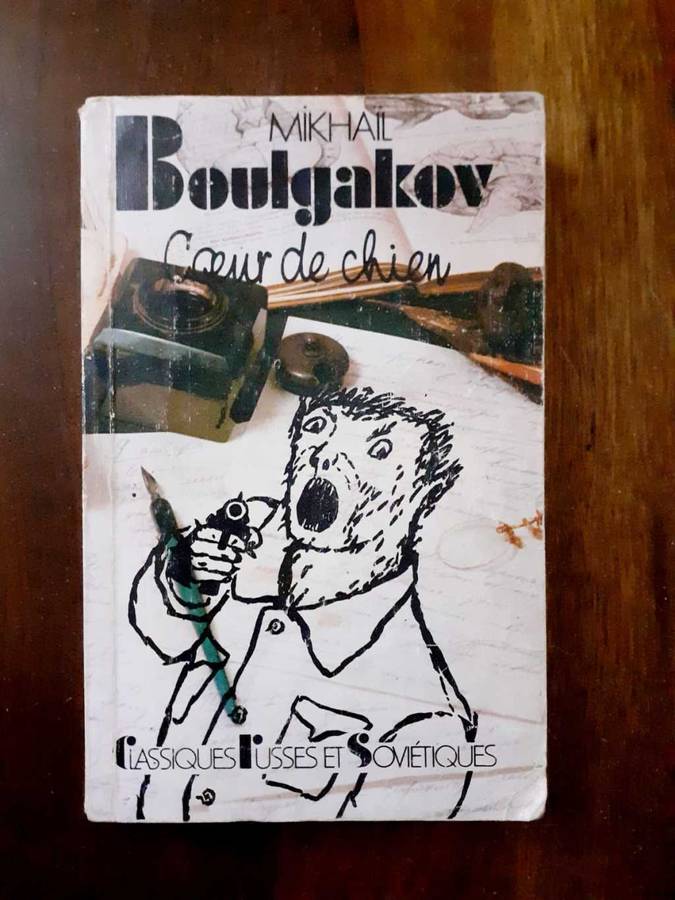 MIKHAÏL
Boulgakov
Cœur de chien
Classiques Russes et Soviétiques